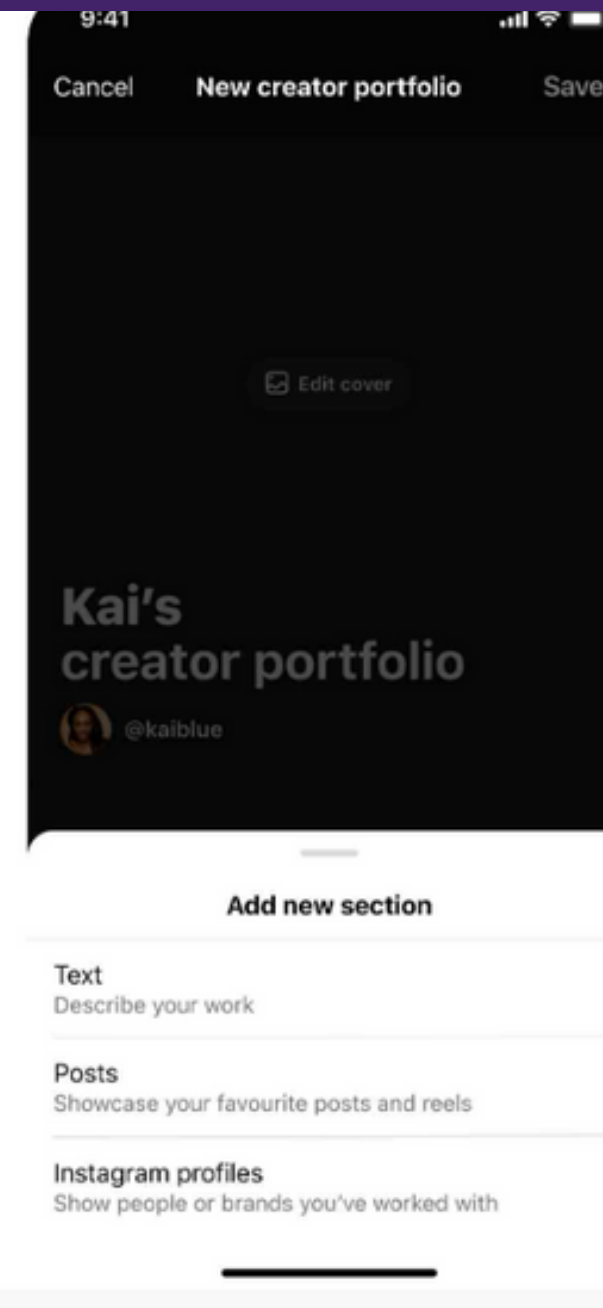 9:41
Cancel New creator portfolio Save
Edit cover
Kai's
creator portfolio
@kaiblue
Add new section
Text
Describe your work
Posts
Showcase your favourite posts and reels
Instagram profiles
Show people or brands you've worked with